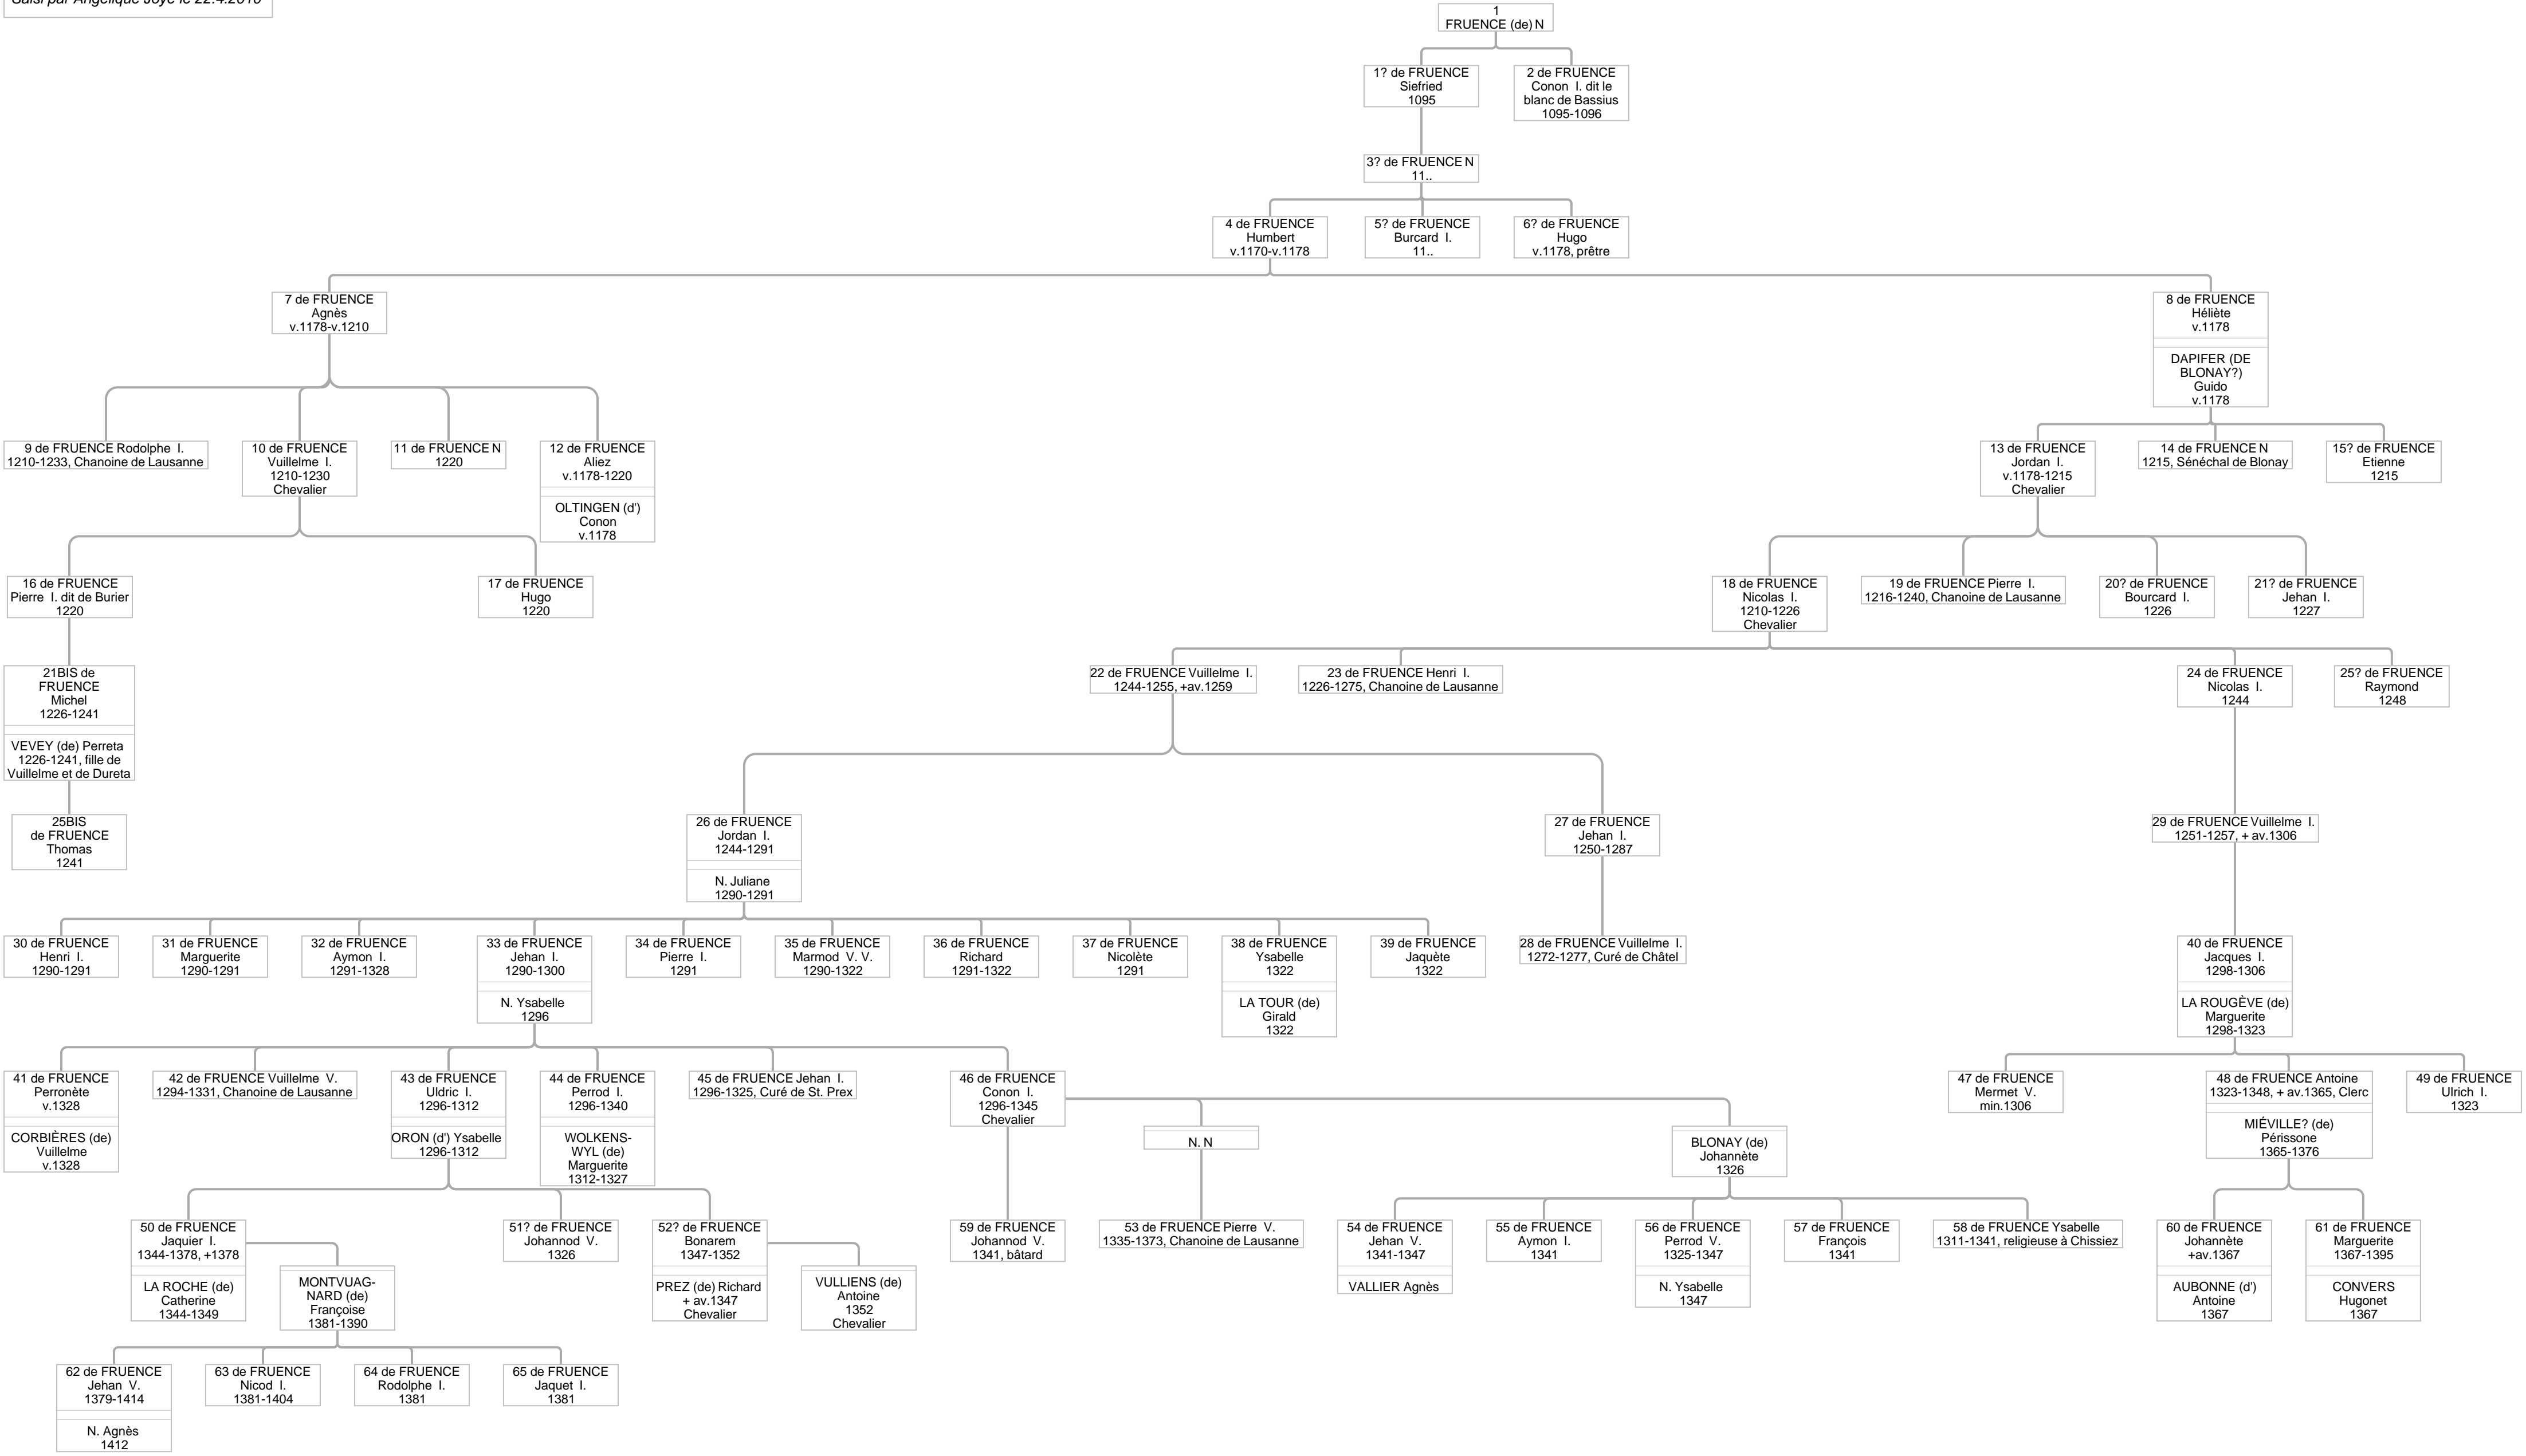 Saisi par Angélique Joye le 22.4.2010
1
FRUENCE (de) N
1? de FRUENCE
Siefried
1095
2 de FRUENCE
Conon I. dit le
blanc de Bassius
1095-1096
3? de FRUENCE N
11..
4 de FRUENCE
Humbert
v.1170-v.1178
5? de FRUENCE
Burcard I.
11..
6? de FRUENCE
Hugo
v.1178, prêtre
7 de FRUENCE
Agnès
v.1178-v.1210
8 de FRUENCE
Héliète
v.1178
DAPIFER (DE
BLONAY?)
Guido
v.1178
9 de FRUENCE Rodolphe I.
1210-1233, Chanoine de Lausanne
10 de FRUENCE
Vuillelme I.
1210-1230
Chevalier
11 de FRUENCE N
1220
12 de FRUENCE
Aliez
v.1178-1220
OLTINGEN (d')
Conon
v.1178
13 de FRUENCE
Jordan I.
v.1178-1215
Chevalier
14 de FRUENCE N
1215, Sénéchal de Blonay
15? de FRUENCE
Etienne
1215
16 de FRUENCE
Pierre I. dit de Burier
1220
17 de FRUENCE
Hugo
1220
18 de FRUENCE
Nicolas I.
1210-1226
Chevalier
19 de FRUENCE Pierre I.
1216-1240, Chanoine de Lausanne
20? de FRUENCE
Bourcard I.
1226
21? de FRUENCE
Jehan I.
1227
21BIS de
FRUENCE
Michel
1226-1241
VEVEY (de) Perreta
1226-1241, fille de
Vuillelme et de Dureta
22 de FRUENCE Vuillelme I.
1244-1255, +av.1259
23 de FRUENCE Henri I.
1226-1275, Chanoine de Lausanne
24 de FRUENCE
Nicolas I.
1244
25? de FRUENCE
Raymond
1248
25BIS
de FRUENCE
Thomas
1241
26 de FRUENCE
Jordan I.
1244-1291
N. Juliane
1290-1291
27 de FRUENCE
Jehan I.
1250-1287
29 de FRUENCE Vuillelme I.
1251-1257, + av.1306
30 de FRUENCE
Henri I.
1290-1291
31 de FRUENCE
Marguerite
1290-1291
32 de FRUENCE
Aymon I.
1291-1328
33 de FRUENCE
Jehan I.
1290-1300
N. Ysabelle
1296
34 de FRUENCE
Pierre I.
1291
35 de FRUENCE
Marmod V. V.
1290-1322
36 de FRUENCE
Richard
1291-1322
37 de FRUENCE
Nicolète
1291
38 de FRUENCE
Ysabelle
1322
LA TOUR (de)
Girald
1322
39 de FRUENCE
Jaquète
1322
28 de FRUENCE Vuillelme I.
1272-1277, Curé de Châtel
40 de FRUENCE
Jacques I.
1298-1306
LA ROUGÈVE (de)
Marguerite
1298-1323
41 de FRUENCE
Perronète
v.1328
CORBIÈRES (de)
Vuillelme
v.1328
42 de FRUENCE Vuillelme V.
1294-1331, Chanoine de Lausanne
43 de FRUENCE
Uldric I.
1296-1312
ORON (d') Ysabelle
1296-1312
44 de FRUENCE
Perrod I.
1296-1340
WOLKENS-
WYL (de)
Marguerite
1312-1327
45 de FRUENCE Jehan I.
1296-1325, Curé de St. Prex
46 de FRUENCE
Conon I.
1296-1345
Chevalier
N. N
BLONAY (de)
Johannète
1326
47 de FRUENCE
Mermet V.
min.1306
48 de FRUENCE Antoine
1323-1348, + av.1365, Clerc
MIÉVILLE? (de)
Périssone
1365-1376
49 de FRUENCE
Ulrich I.
1323
50 de FRUENCE
Jaquier I.
1344-1378, +1378
LA ROCHE (de)
Catherine
1344-1349
MONTVUAG-
NARD (de)
Françoise
1381-1390
51? de FRUENCE
Johannod V.
1326
52? de FRUENCE
Bonarem
1347-1352
PREZ (de) Richard
+ av.1347
Chevalier
VULLIENS (de)
Antoine
1352
Chevalier
59 de FRUENCE
Johannod V.
1341, bâtard
53 de FRUENCE Pierre V.
1335-1373, Chanoine de Lausanne
54 de FRUENCE
Jehan V.
1341-1347
VALLIER Agnès
55 de FRUENCE
Aymon I.
1341
56 de FRUENCE
Perrod V.
1325-1347
N. Ysabelle
1347
57 de FRUENCE
François
1341
58 de FRUENCE Ysabelle
1311-1341, religieuse à Chissiez
60 de FRUENCE
Johannète
+av.1367
AUBONNE (d')
Antoine
1367
61 de FRUENCE
Marguerite
1367-1395
CONVERS
Hugonet
1367
62 de FRUENCE
Jehan V.
1379-1414
N. Agnès
1412
63 de FRUENCE
Nicod I.
1381-1404
64 de FRUENCE
Rodolphe I.
1381
65 de FRUENCE
Jaquet I.
1381